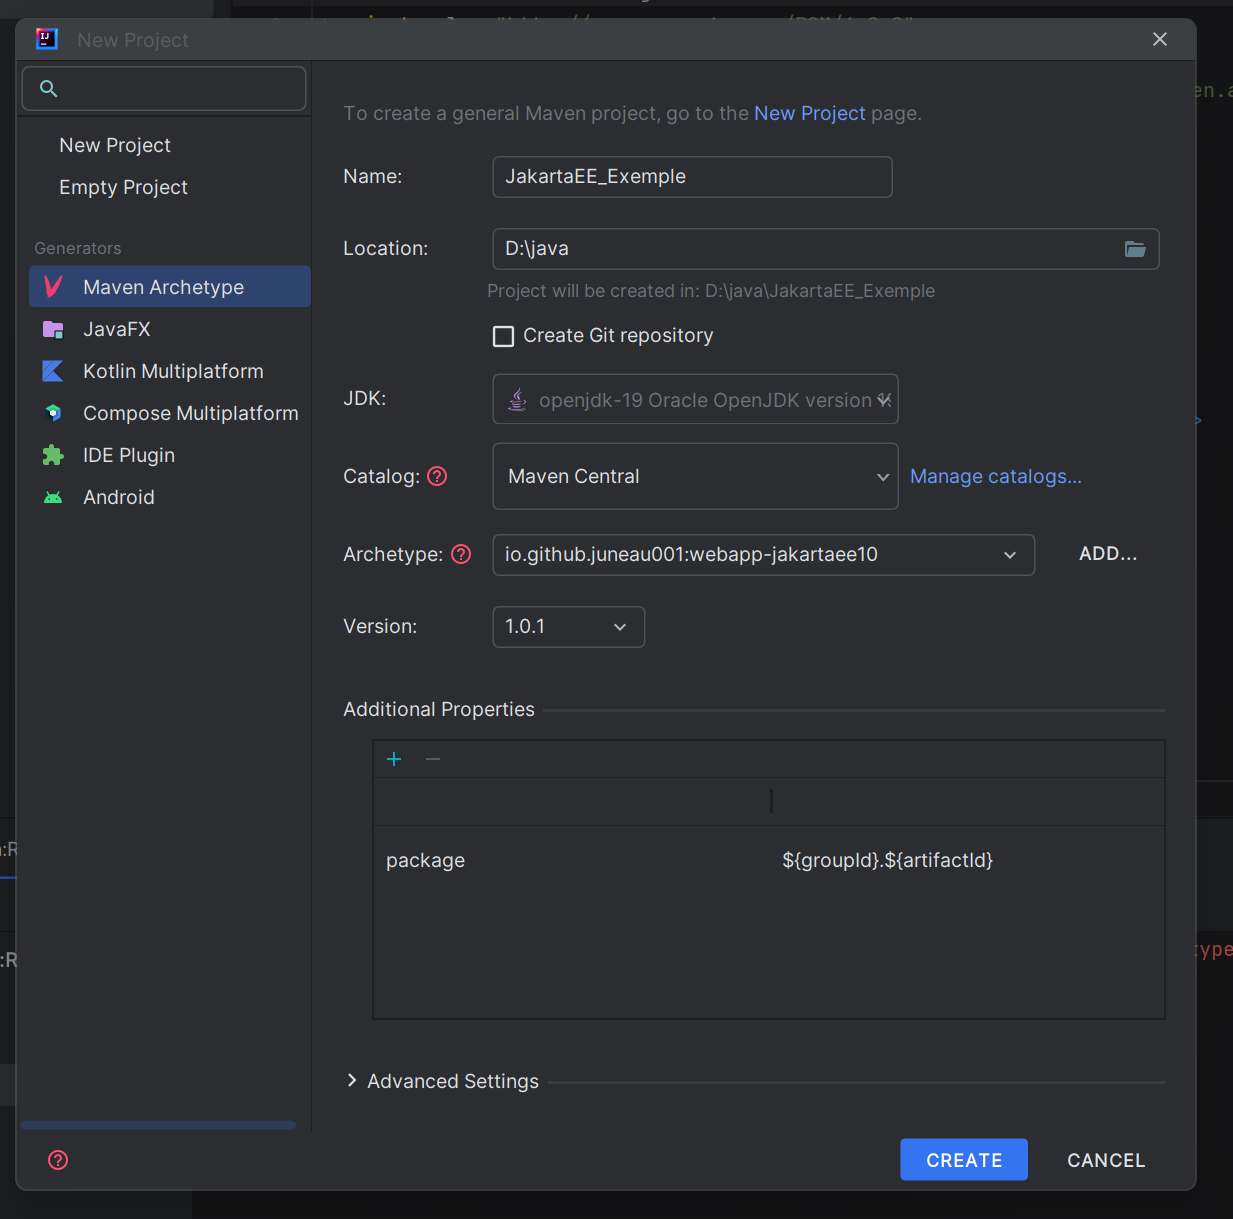 New Project
New Project
Empty Project
Generators
Maven Archetype
JavaFX
Kotlin Multiplatform
Compose Multiplatform
IDE Plugin
Android
To create a general Maven project, go to the New Project page.
Name: JakartaEE_Exemple
Location: D:\java
Project will be created in: D:\java\JakartaEE_Exemple
Create Git repository
JDK: openjdk-19 Oracle OpenJDK version
Catalog: Maven Central Manage catalogs...
Archetype: io.github.juneau001:webapp-jakartaee10 ADD...
Version: 1.0.1
Additional Properties
package ${groupId}.${artifactId}
Advanced Settings
CREATE CANCEL